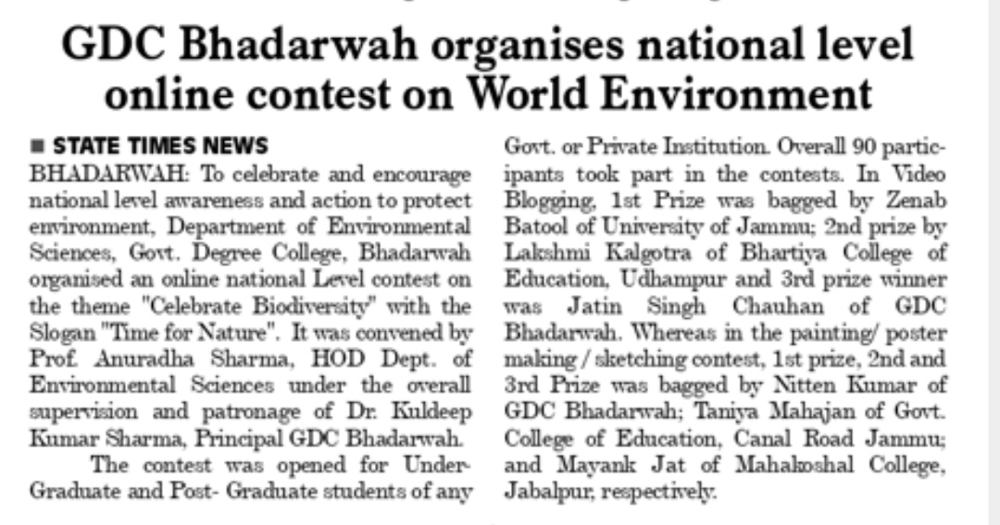 GDC Bhadarwah organises national level
online contest on World Environment
■ STATE TIMES NEWS
BHADARWAH: To celebrate and encourage
national level awareness and action to protect
environment, Department of Environmental
Sciences, Govt. Degree College, Bhadarwah
organised an online national Level contest on
the theme "Celebrate Biodiversity" with the
Slogan "Time for Nature". It was convened by
Prof. Anuradha Sharma, HOD Dept. of
Environmental Sciences under the overall
supervision and patronage of Dr. Kuldeep
Kumar Sharma, Principal GDC Bhadarwah.
The contest was opened for Under-
Graduate and Post- Graduate students of any
Govt. or Private Institution. Overall 90 partic-
ipants took part in the contests. In Video
Blogging, 1st Prize was bagged by Zenab
Batool of University of Jammu; 2nd prize by
Lakshmi Kalgotra of Bhartiya College of
Education, Udhampur and 3rd prize winner
was Jatin Singh Chauhan of GDC
Bhadarwah. Whereas in the painting/ poster
making / sketching contest, 1st prize, 2nd and
3rd Prize was bagged by Nitten Kumar of
GDC Bhadarwah; Taniya Mahajan of Govt.
College of Education, Canal Road Jammu;
and Mayank Jat of Mahakoshal College,
Jabalpur, respectively.